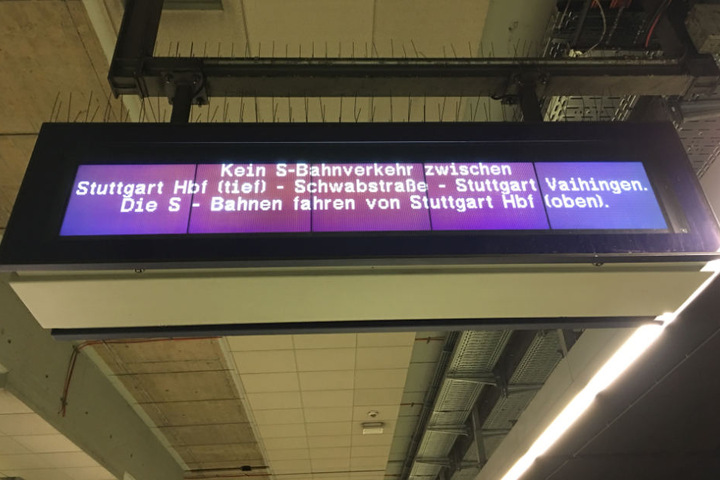 Kein S-Bahnverkehr zwischen
Stuttgart Hbf (tief) - Schwabstraße - Stuttgart Vaihingen.
Die S - Bahnen fahren von Stuttgart Hbf (oben).